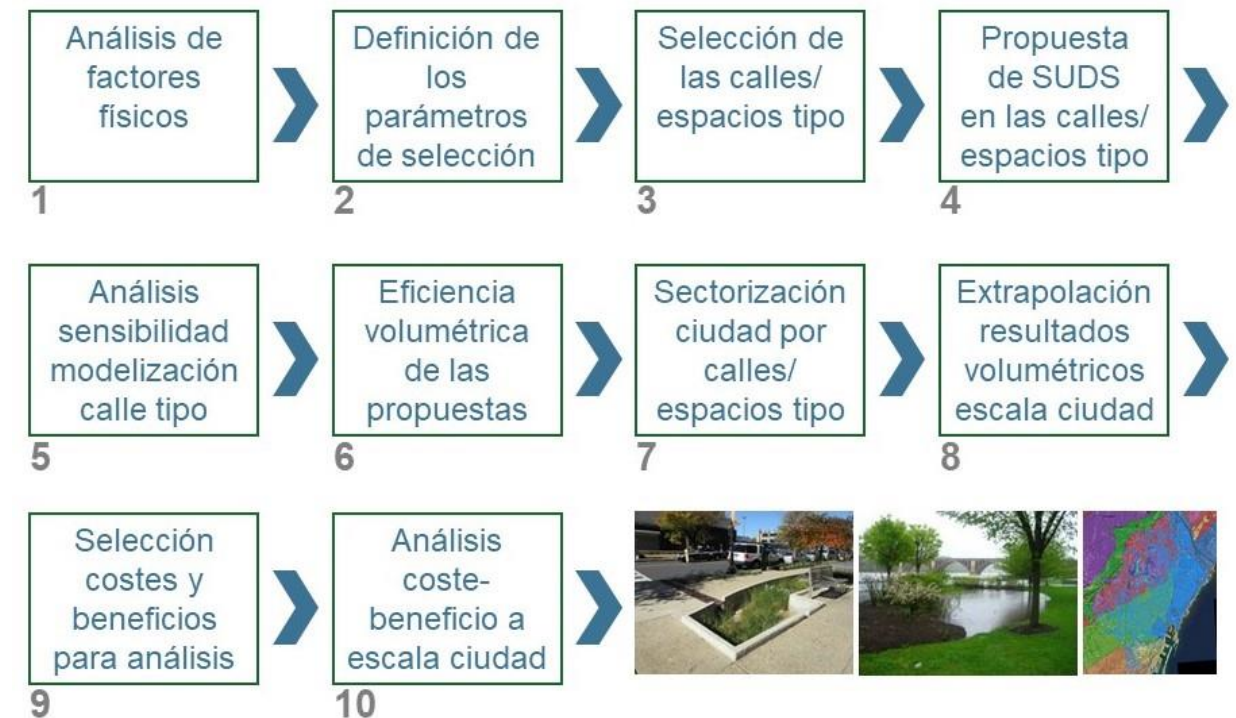 Análisis de
factores
físicos
1
Definición de
los
parámetros
de selección
2
Selección de
las calles/
espacios tipo
3
Propuesta
de SUDS
en las calles/
espacios tipo
4
Análisis
sensibilidad
modelización
calle tipo
5
Eficiencia
volumétrica
de las
propuestas
6
Sectorización
ciudad por
calles/
espacios tipo
7
Extrapolación
resultados
volumétricos
escala ciudad
8
Selección
costes y
beneficios
para análisis
9
Análisis
coste-
beneficio a
escala ciudad
10